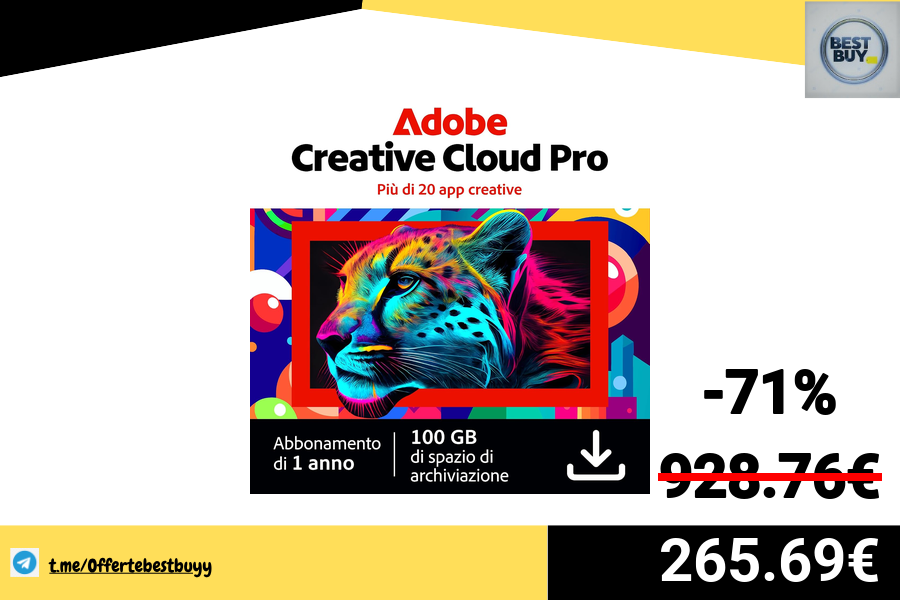 BEST
BUY
Adobe
Creative Cloud Pro
Più di 20 app creative
Abbonamento
di 1 anno
100 GB
di spazio di
archiviazione
-71%
928.76€
265.69€
t.me/Offertebestbuyy